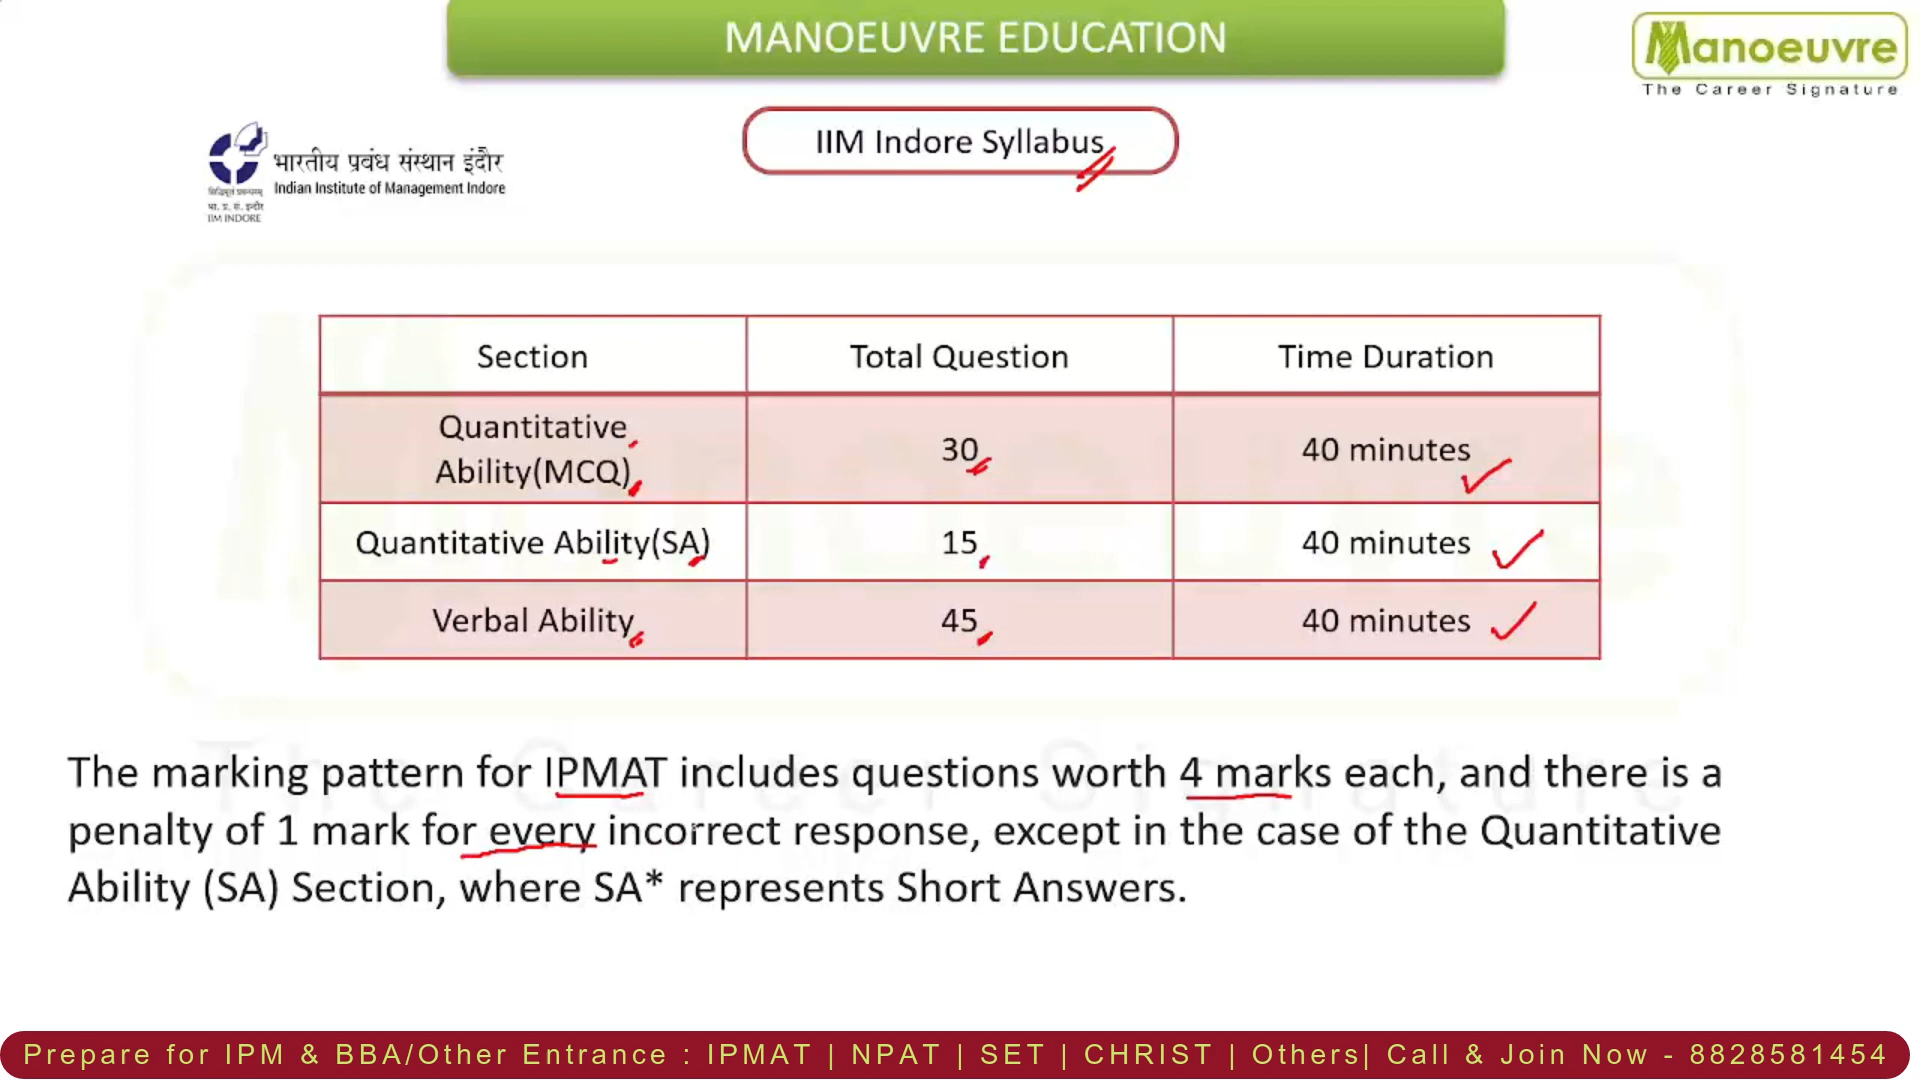 MANOEUVRE EDUCATION
Manoeuvre
The Career Signature
IIM Indore Syllabus
भारतीय प्रबंध संस्थान इंदौर
Indian Institute of Management Indore
सिद्धिमूलं प्रबन्धनम्
भा. प्र. सं. इन्दौर
IIM INDORE
Section Total Question Time Duration
Quantitative
Ability(MCQ) 30 40 minutes
Quantitative Ability(SA) 15 40 minutes
Verbal Ability 45 40 minutes
The marking pattern for IPMAT includes questions worth 4 marks each, and there is a
penalty of 1 mark for every incorrect response, except in the case of the Quantitative
Ability (SA) Section, where SA* represents Short Answers.
Prepare for IPM & BBA/Other Entrance : IPMAT | NPAT | SET | CHRIST | Others| Call & Join Now - 8828581454